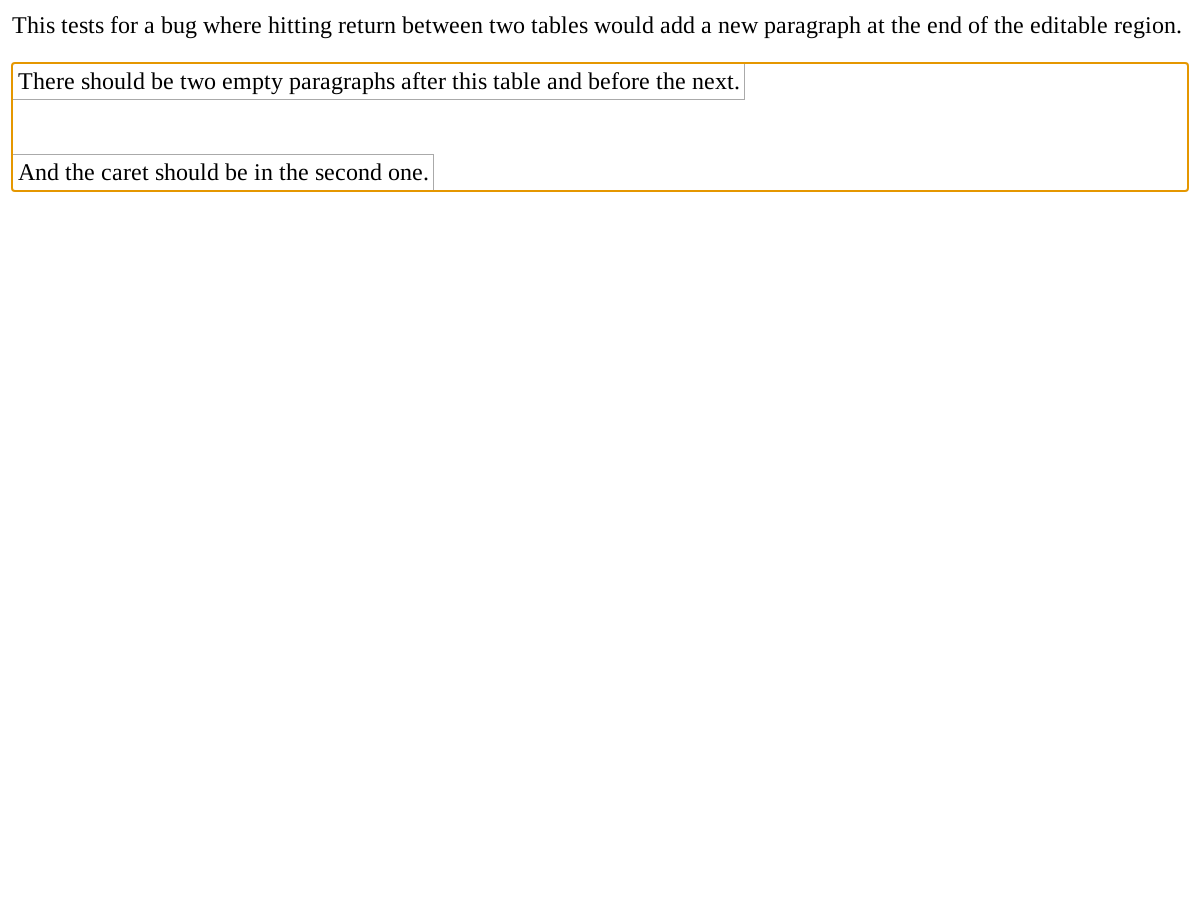 This tests for a bug where hitting return between two tables would add a new paragraph at the end of the editable region.
There should be two empty paragraphs after this table and before the next.
And the caret should be in the second one.